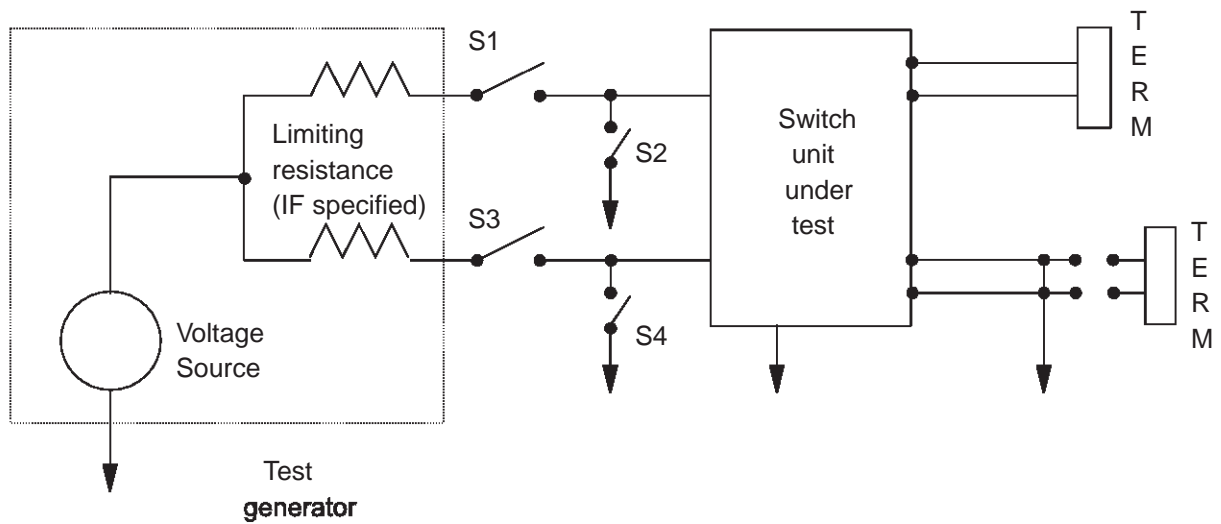 S1
T
E
R
M
Limiting
resistance
(IF specified)
S2
Switch
unit
under
test
S3
S4
T
E
R
M
Voltage
Source
Test
generator